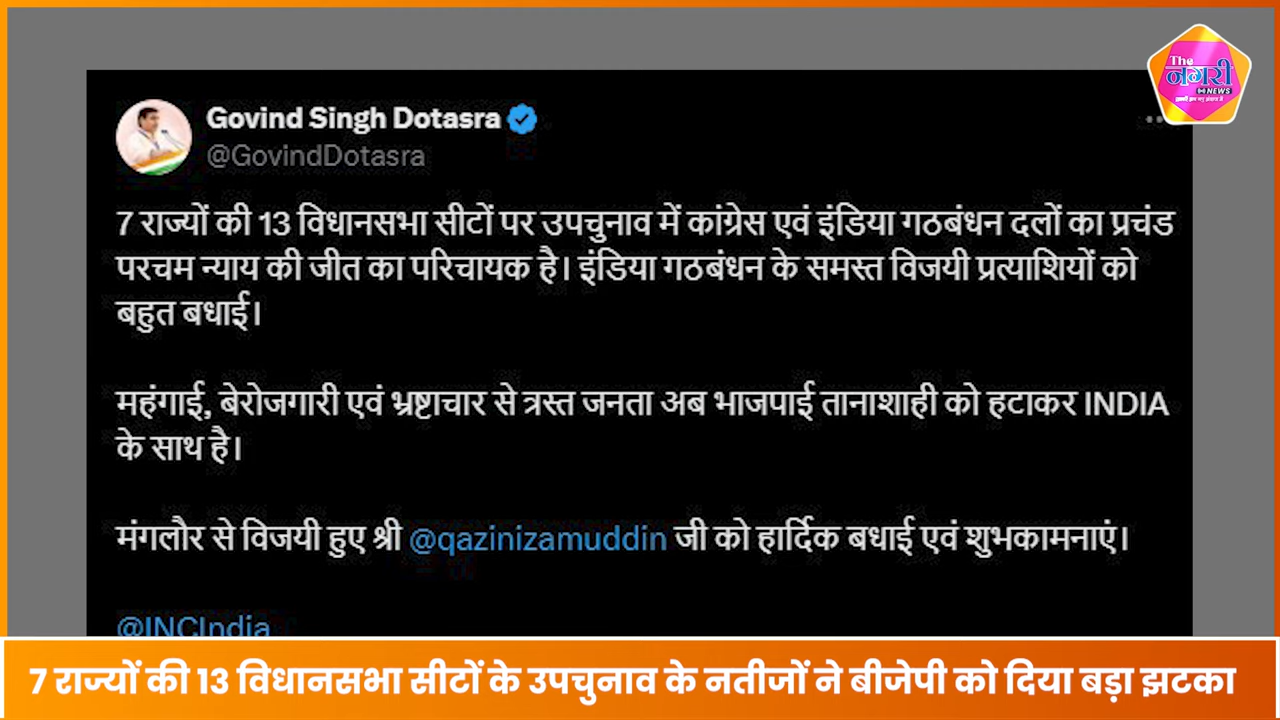 The
नगरी
NEWS
Govind Singh Dotasra
@GovindDotasra
7 राज्यों की 13 विधानसभा सीटों पर उपचुनाव में कांग्रेस एवं इंडिया गठबंधन दलों का प्रचंड
परचम न्याय की जीत का परिचायक है। इंडिया गठबंधन के समस्त विजयी प्रत्याशियों को
बहुत बधाई।
महंगाई, बेरोजगारी एवं भ्रष्टाचार से त्रस्त जनता अब भाजपाई तानाशाही को हटाकर INDIA
के साथ है।
मंगलौर से विजयी हुए श्री @qazinizamuddin जी को हार्दिक बधाई एवं शुभकामनाएं।
@INCIndia
7 राज्यों की 13 विधानसभा सीटों के उपचुनाव के नतीजों ने बीजेपी को दिया बड़ा झटका